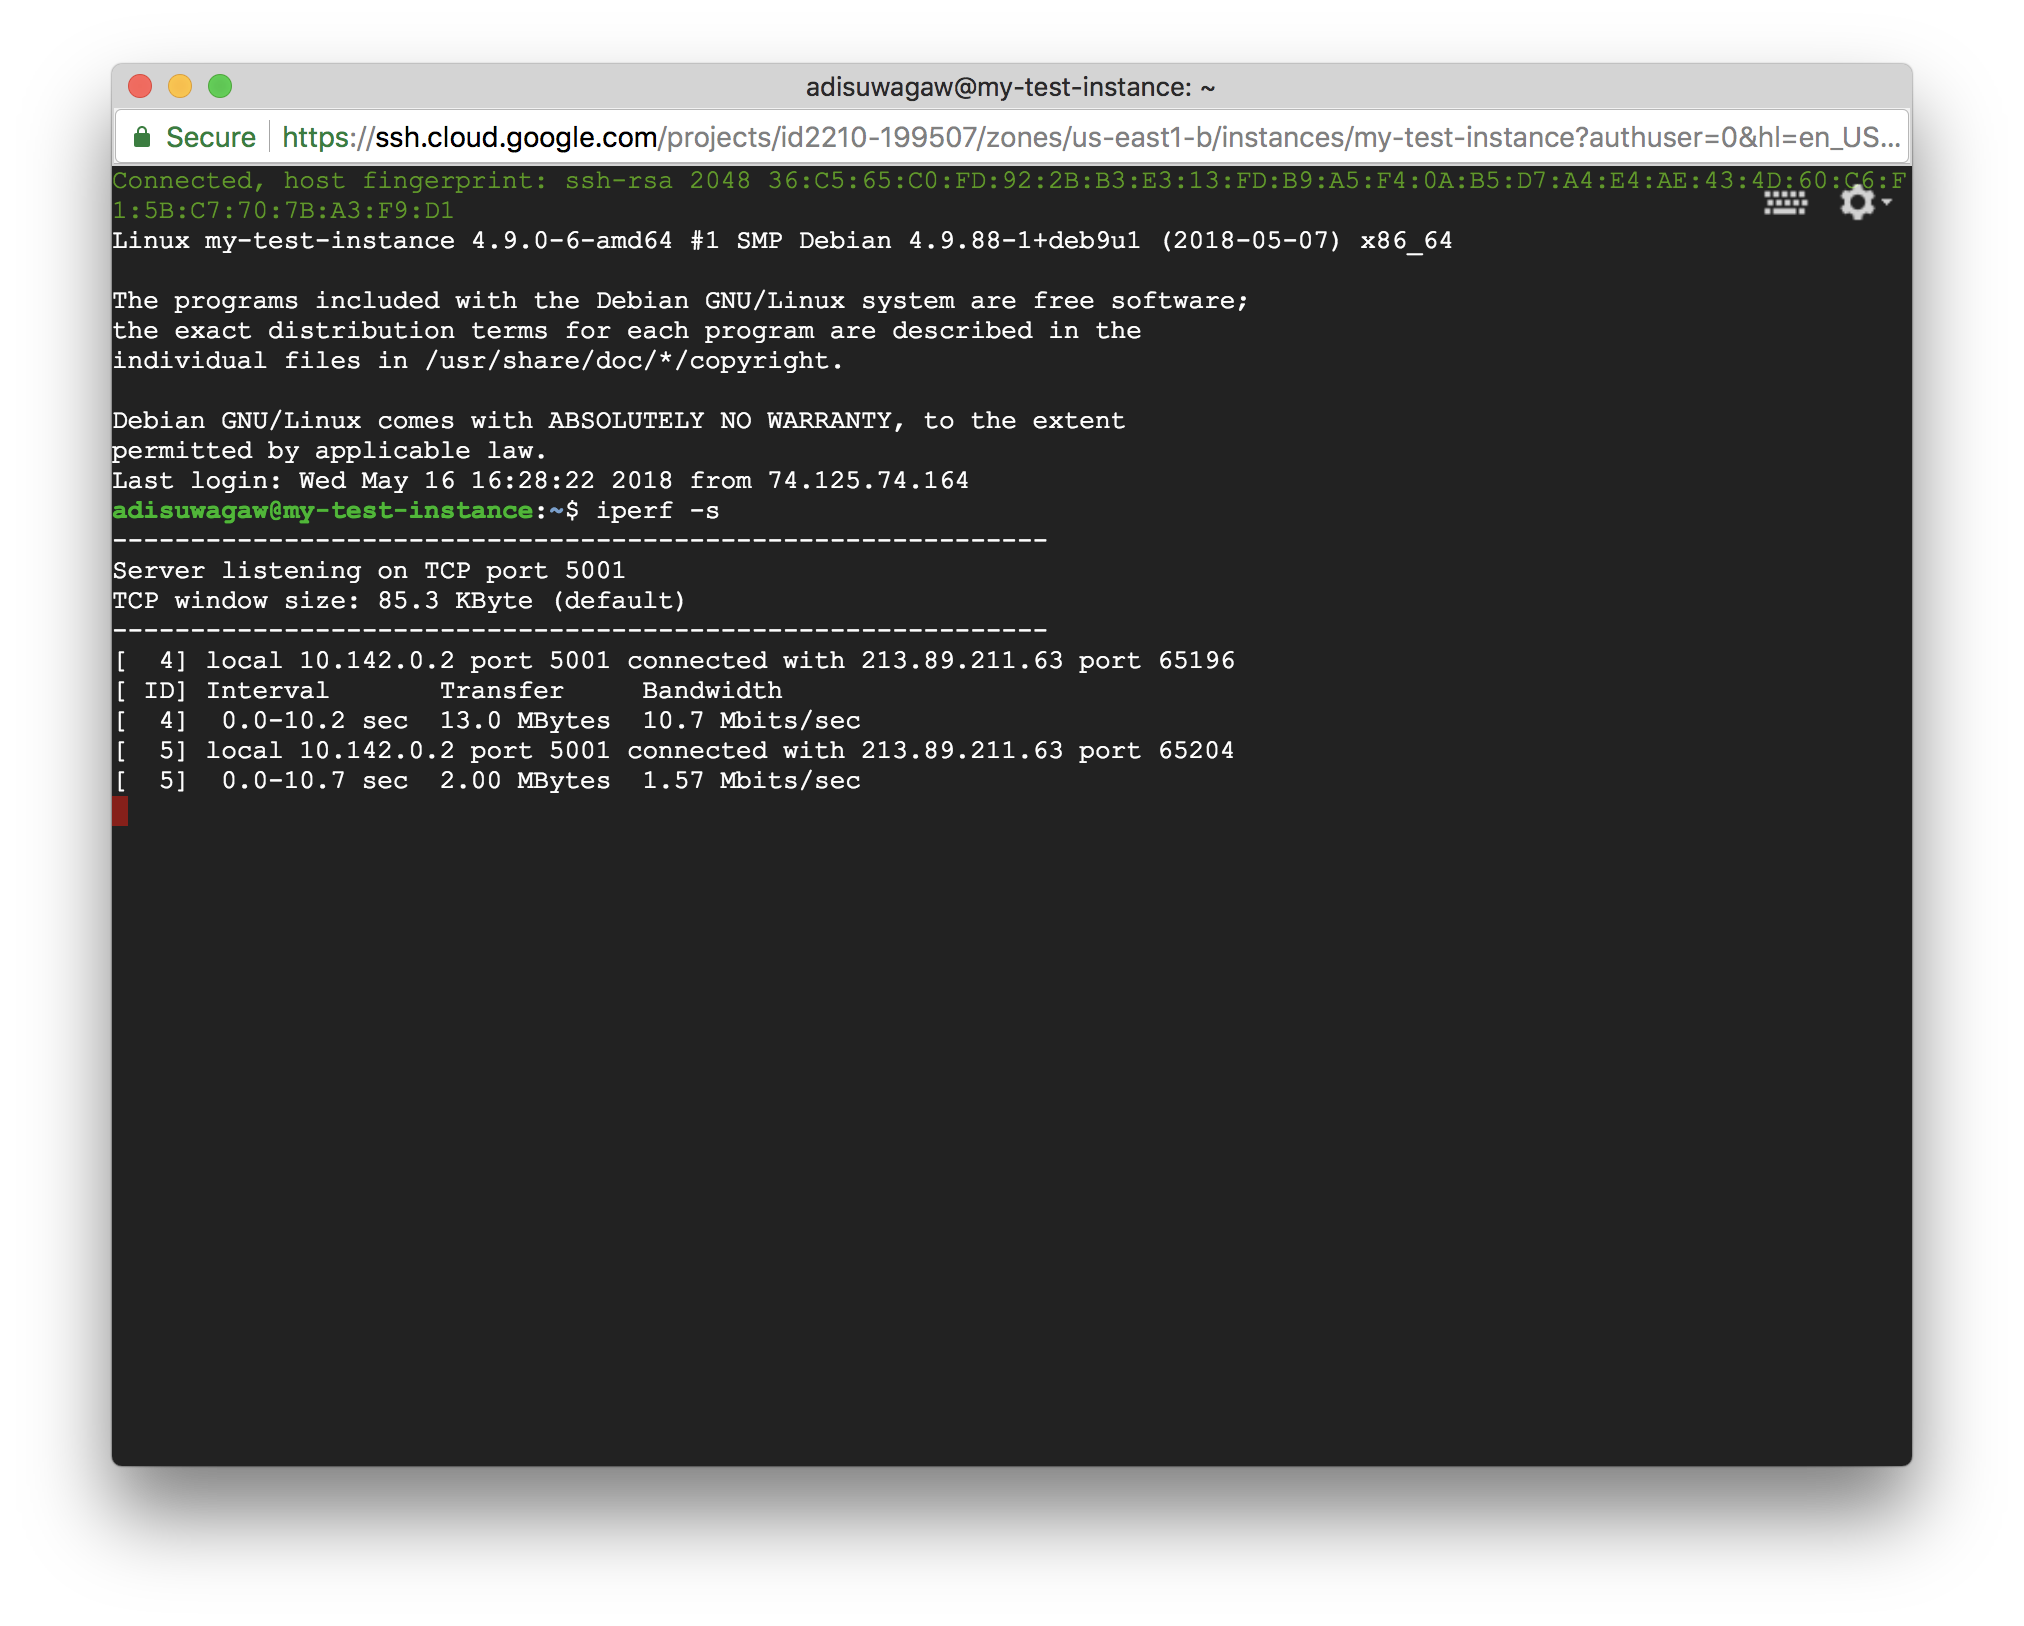 adisuwagaw@my-test-instance: ~
Secure https://ssh.cloud.google.com/projects/id2210-199507/zones/us-east1-b/instances/my-test-instance?authuser=0&hl=en_US...
Connected, host fingerprint: ssh-rsa 2048 36:C5:65:C0:FD:92:2B:B3:E3:13:FD:B9:A5:F4:0A:B5:D7:A4:E4:AE:43:4D:60:C6:F
1:5B:C7:70:7B:A3:F9:D1
Linux my-test-instance 4.9.0-6-amd64 #1 SMP Debian 4.9.88-1+deb9u1 (2018-05-07) x86_64
The programs included with the Debian GNU/Linux system are free software;
the exact distribution terms for each program are described in the
individual files in /usr/share/doc/*/copyright.
Debian GNU/Linux comes with ABSOLUTELY NO WARRANTY, to the extent
permitted by applicable law.
Last login: Wed May 16 16:28:22 2018 from 74.125.74.164
adisuwagaw@my-test-instance:~$ iperf -s
------------------------------------------------------------
Server listening on TCP port 5001
TCP window size: 85.3 KByte (default)
------------------------------------------------------------
[  4] local 10.142.0.2 port 5001 connected with 213.89.211.63 port 65196
[ ID] Interval       Transfer     Bandwidth
[  4]  0.0-10.2 sec  13.0 MBytes  10.7 Mbits/sec
[  5] local 10.142.0.2 port 5001 connected with 213.89.211.63 port 65204
[  5]  0.0-10.7 sec  2.00 MBytes  1.57 Mbits/sec